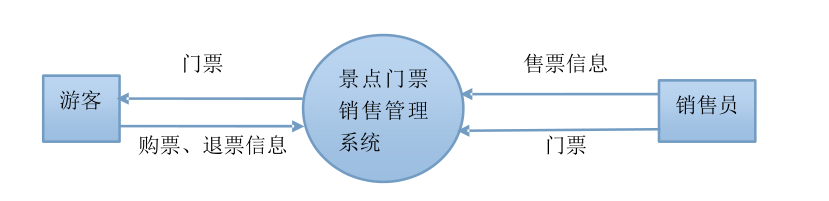 门票
售票信息
游客
景点门票
销售管理
系统
销售员
购票、退票信息
门票